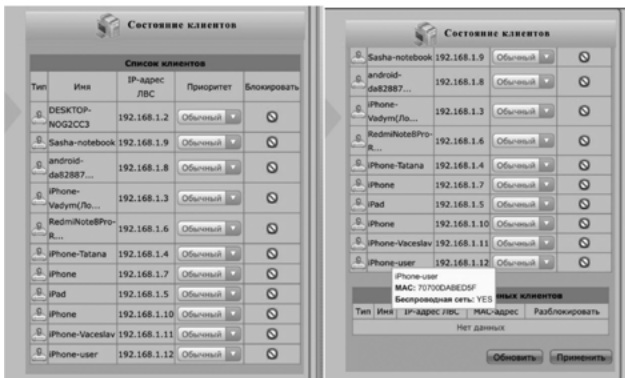 Состояние клиентов
Список клиентов
Тип Имя IP-адрес ЛВС Приоритет Блокировать
DESKTOP-NOG2CC3 192.168.1.2 Обычный
Sasha-notebook 192.168.1.9 Обычный
android-da82887... 192.168.1.8 Обычный
iPhone-Vadym(Ло... 192.168.1.3 Обычный
RedmiNote8Pro-R... 192.168.1.6 Обычный
iPhone-Tatana 192.168.1.4 Обычный
iPhone 192.168.1.7 Обычный
iPad 192.168.1.5 Обычный
iPhone 192.168.1.10 Обычный
iPhone-Vaceslav 192.168.1.11 Обычный
iPhone-user 192.168.1.12 Обычный
Состояние клиентов
Sasha-notebook 192.168.1.9 Обычный
android-da82887... 192.168.1.8 Обычный
iPhone-Vadym(Ло... 192.168.1.3 Обычный
RedmiNote8Pro-R... 192.168.1.6 Обычный
iPhone-Tatana 192.168.1.4 Обычный
iPhone 192.168.1.7 Обычный
iPad 192.168.1.5 Обычный
iPhone 192.168.1.10 Обычный
iPhone-Vaceslav 192.168.1.11 Обычный
iPhone-user 192.168.1.12 Обычный
iPhone-user
MAC: 70700DABED5F
Беспроводная сеть: YES
нных клиентов
Тип Имя IP-адрес ЛВС MAC-адрес Разблокировать
Нет данных
Обновить Применить